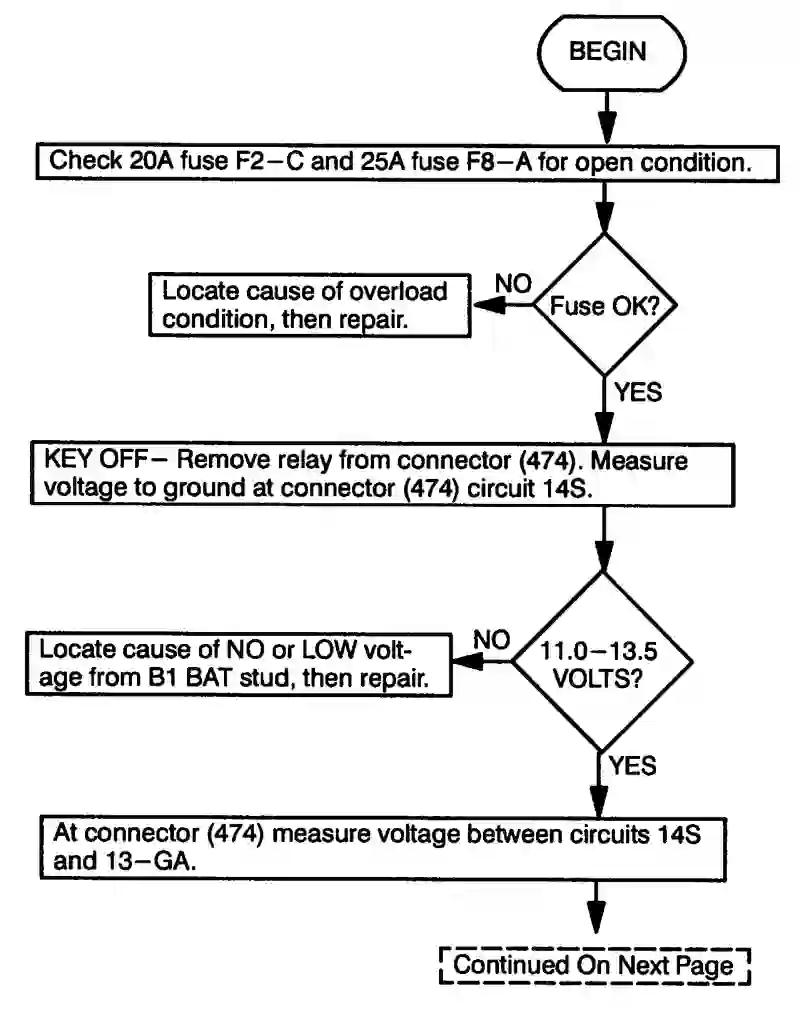 BEGIN
Check 20A fuse F2–C and 25A fuse F8–A for open condition.
NO
Locate cause of overload
condition, then repair.
Fuse OK?
YES
KEY OFF– Remove relay from connector (474). Measure
voltage to ground at connector (474) circuit 14S.
NO
Locate cause of NO or LOW volt-
age from B1 BAT stud, then repair.
11.0–13.5
VOLTS?
YES
At connector (474) measure voltage between circuits 14S
and 13–GA.
Continued On Next Page